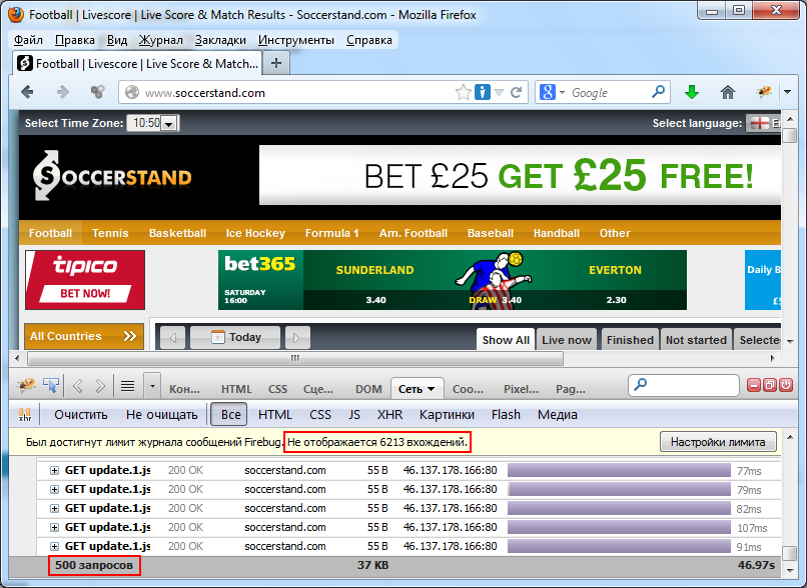 Football | Livescore | Live Score & Match Results - Soccerstand.com - Mozilla Firefox
Файл Правка Вид Журнал Закладки Инструменты Справка
Football | Livescore | Live Score & Match...
www.soccerstand.com
Google
Select Time Zone: 10:50
Select language:
SOCCERSTAND
BET £25 GET £25 FREE!
Football Tennis Basketball Ice Hockey Formula 1 Am. Football Baseball Handball Other
tipico
BET NOW!
bet365
SATURDAY
16:00
SUNDERLAND
3.40
DRAW 3.40
EVERTON
2.30
Daily B
£5
All Countries
Today
Show All Live now Finished Not started Selecte
Кон... HTML CSS Сце... DOM Сеть Coo... Pixel... Pag...
xhr Очистить Не очищать Все HTML CSS JS XHR Картинки Flash Медиа
Был достигнут лимит журнала сообщений Firebug. Не отображается 6213 вхождений. Настройки лимита
GET update.1.js 200 OK soccerstand.com 55 B 46.137.178.166:80 77ms
GET update.1.js 200 OK soccerstand.com 55 B 46.137.178.166:80 79ms
GET update.1.js 200 OK soccerstand.com 55 B 46.137.178.166:80 82ms
GET update.1.js 200 OK soccerstand.com 55 B 46.137.178.166:80 107ms
GET update.1.js 200 OK soccerstand.com 55 B 46.137.178.166:80 91ms
500 запросов 37 KB 46.97s